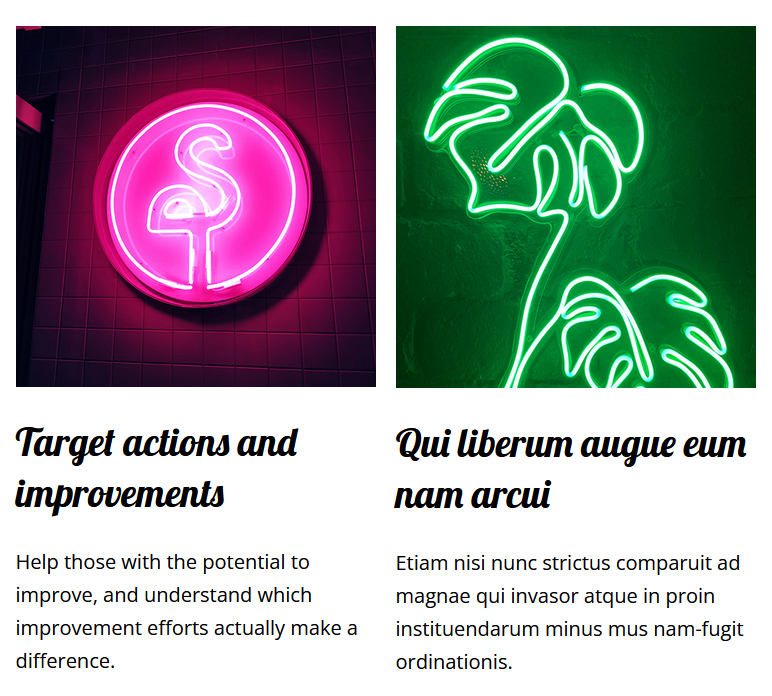 Target actions and
improvements
Help those with the potential to
improve, and understand which
improvement efforts actually make a
difference.
Qui liberum augue eum
nam arcui
Etiam nisi nunc strictus comparuit ad
magnae qui invasor atque in proin
instituendarum minus mus nam-fugit
ordinationis.